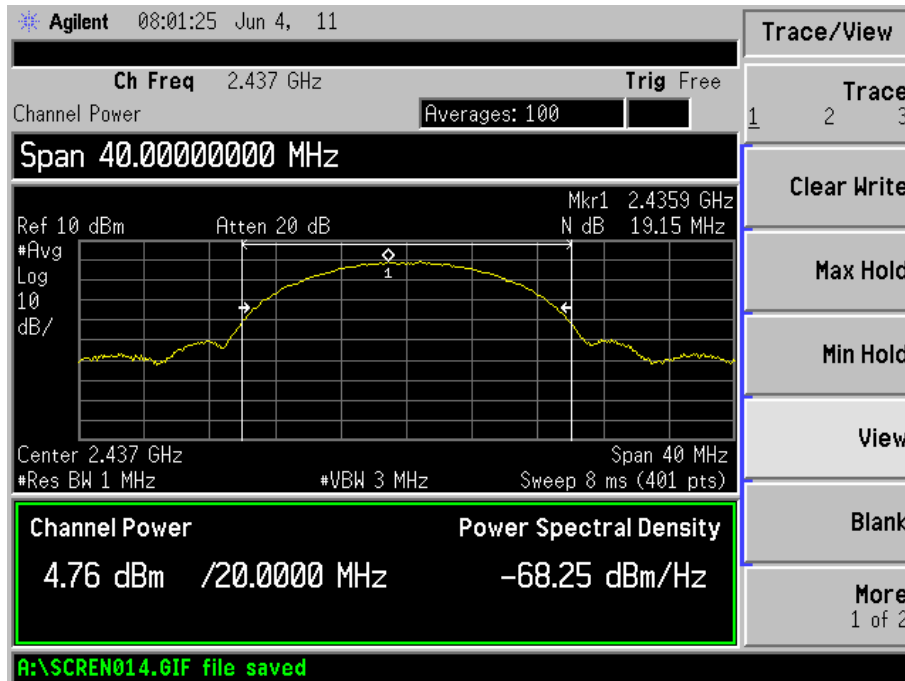 Agilent 08:01:25 Jun 4, 11
Trace/View
Ch Freq 2.437 GHz Trig Free
Channel Power Averages: 100
Trace
1 2 3
Span 40.00000000 MHz
Clear Write
Mkr1 2.4359 GHz
Ref 10 dBm Atten 20 dB N dB 19.15 MHz
#Avg
Log
10
dB/
1
Max Hold
Min Hold
View
Center 2.437 GHz Span 40 MHz
#Res BW 1 MHz #VBW 3 MHz Sweep 8 ms (401 pts)
Channel Power Power Spectral Density
4.76 dBm /20.0000 MHz -68.25 dBm/Hz
Blank
More
1 of 2
A:\SCREN014.GIF file saved